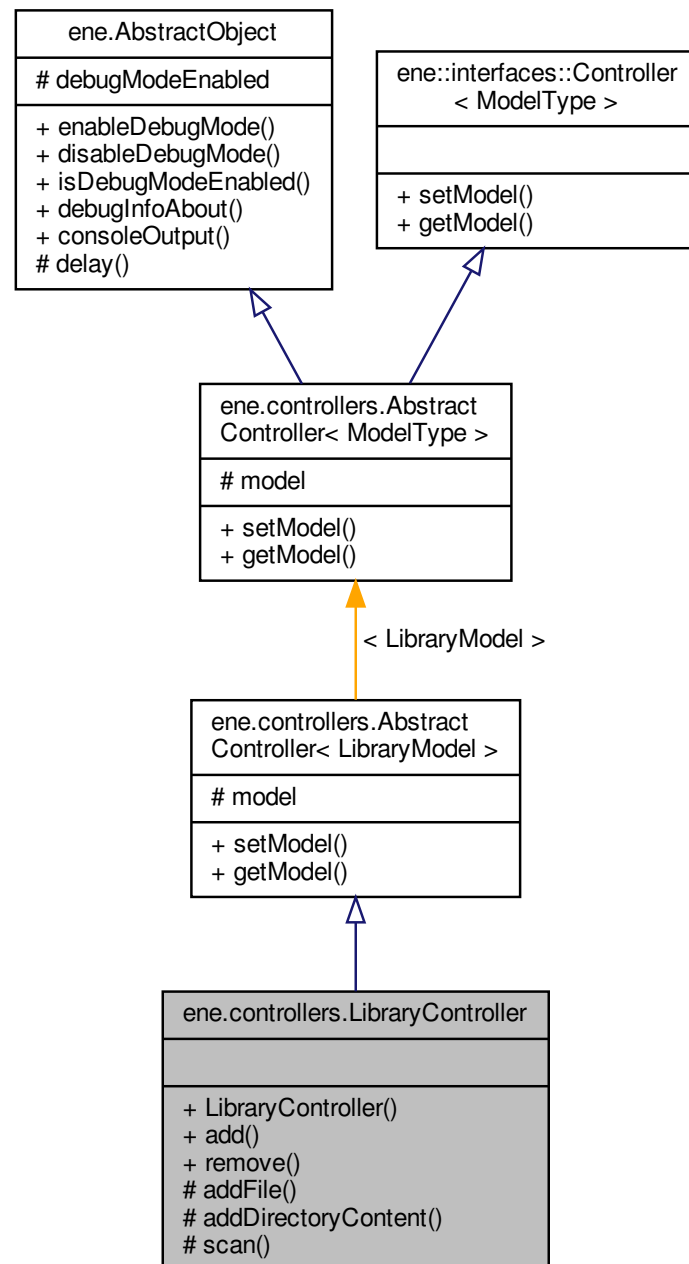 ene.AbstractObject
# debugModeEnabled
+ enableDebugMode()
+ disableDebugMode()
+ isDebugModeEnabled()
+ debugInfoAbout()
+ consoleOutput()
# delay()
ene::interfaces::Controller
< ModelType >
+ setModel()
+ getModel()
ene.controllers.Abstract
Controller< ModelType >
# model
+ setModel()
+ getModel()
< LibraryModel >
ene.controllers.Abstract
Controller< LibraryModel >
# model
+ setModel()
+ getModel()
ene.controllers.LibraryController
+ LibraryController()
+ add()
+ remove()
# addFile()
# addDirectoryContent()
# scan()